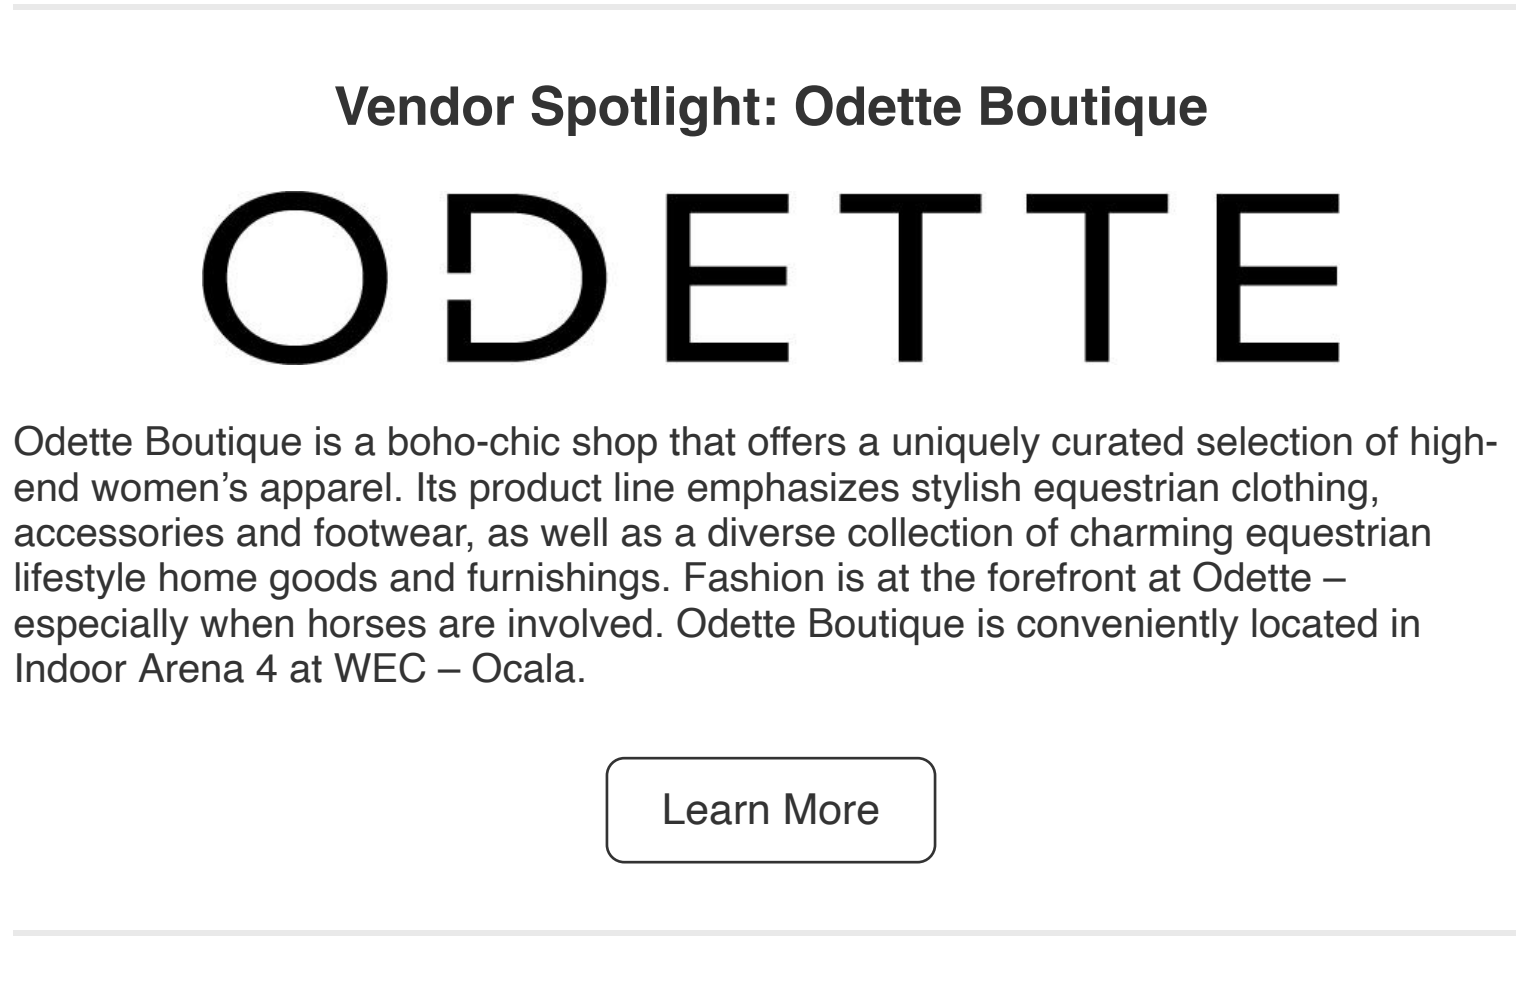 Vendor Spotlight: Odette Boutique
ODETTE
Odette Boutique is a boho-chic shop that offers a uniquely curated selection of high-
end women’s apparel. Its product line emphasizes stylish equestrian clothing,
accessories and footwear, as well as a diverse collection of charming equestrian
lifestyle home goods and furnishings. Fashion is at the forefront at Odette –
especially when horses are involved. Odette Boutique is conveniently located in
Indoor Arena 4 at WEC – Ocala.
Learn More